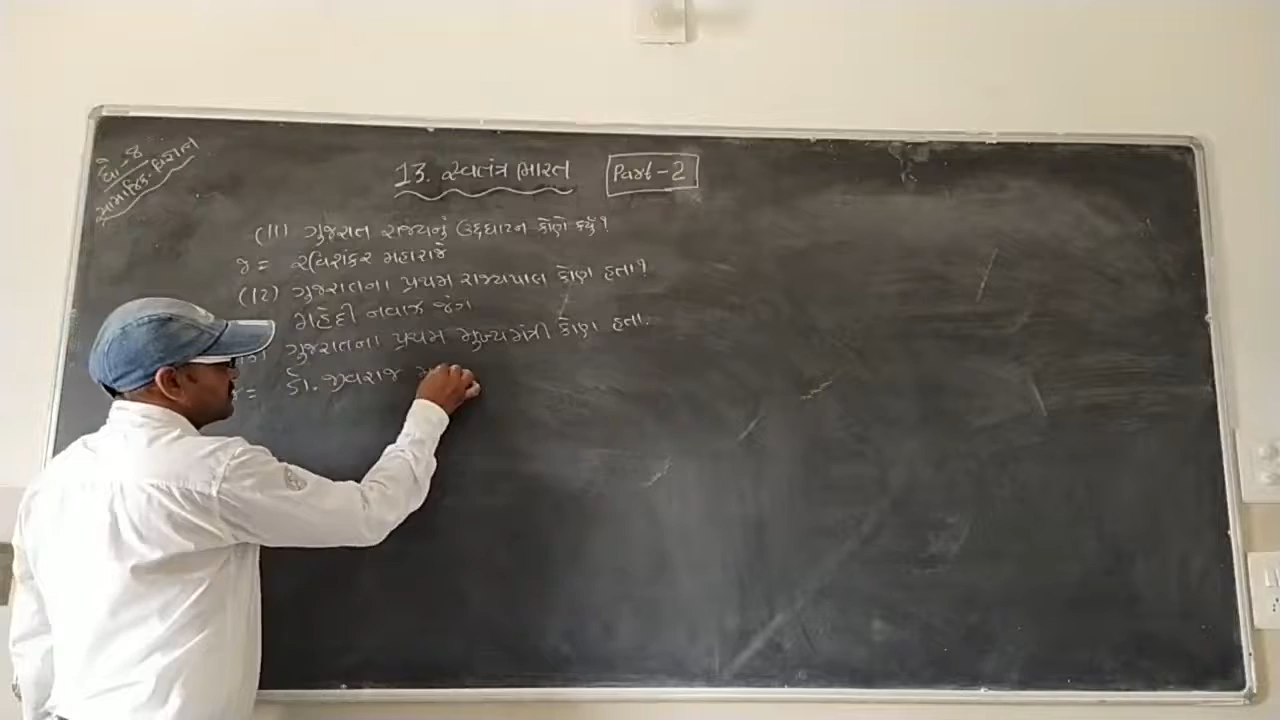 ધો-8
સામાજિક-વિજ્ઞાન
13. સ્વતંત્ર ભારત Part-2
(11) ગુજરાત રાજ્યનું ઉદ્દઘાટન કોણે કર્યું?
જ = રવિશંકર મહારાજે
(12) ગુજરાતના પ્રથમ રાજ્યપાલ કોણ હતા?
મહેંદી નવાઝ જંગ
ગુજરાતના પ્રથમ મુખ્યમંત્રી કોણ હતા.
= ડો. જીવરાજ